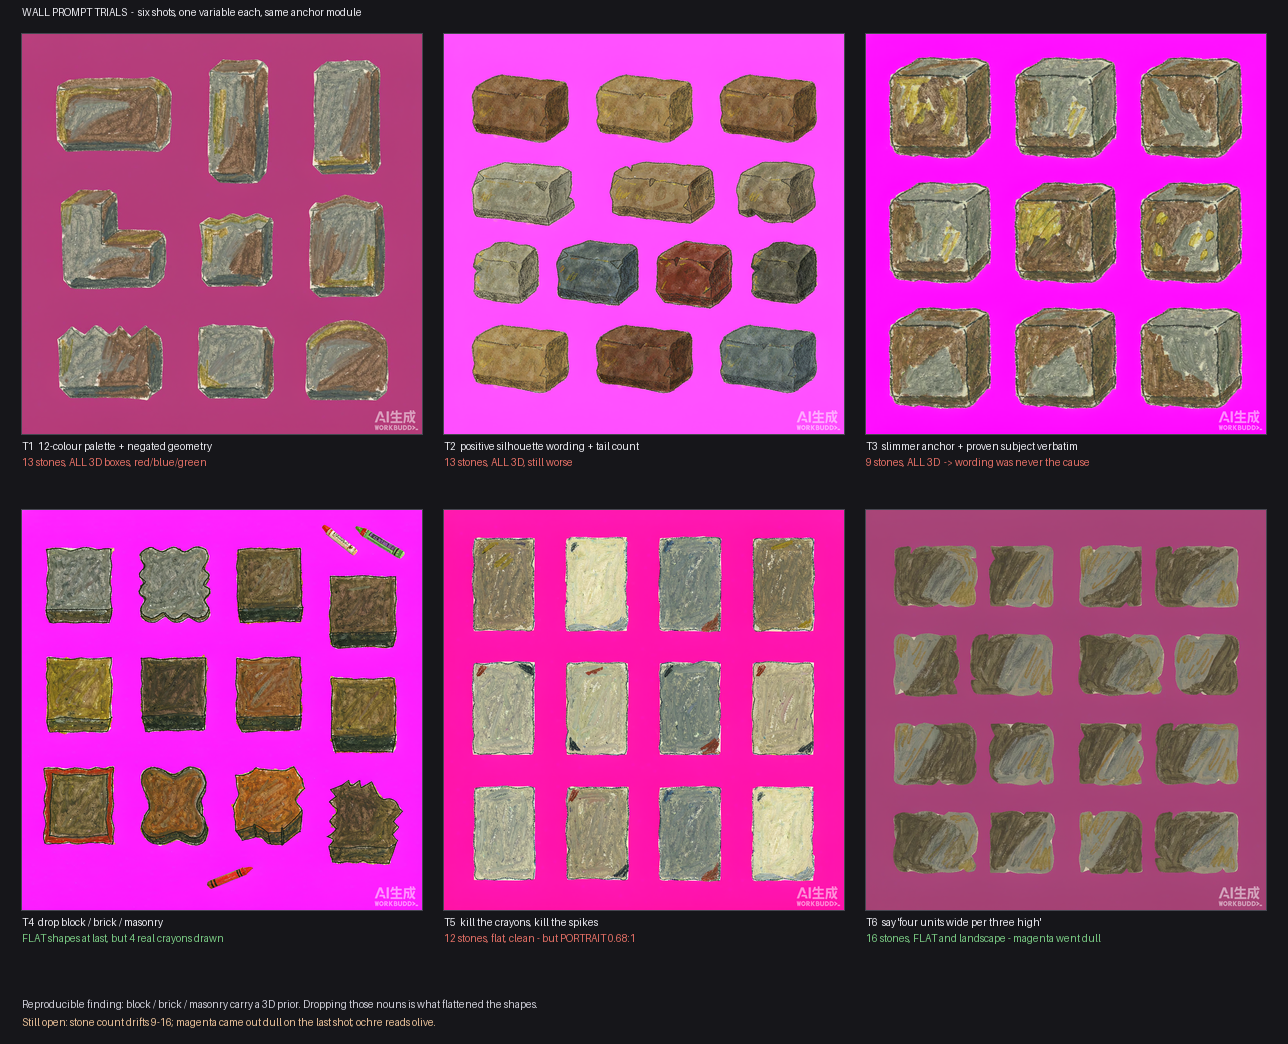 WALL PROMPT TRIALS - six shots, one variable each, same anchor module
AI生成
WORKBUDDY
AI生成
WORKBUDDY
AI生成
WORKBUDDY
T1 12-colour palette + negated geometry
13 stones, ALL 3D boxes, red/blue/green
T2 positive silhouette wording + tail count
13 stones, ALL 3D, still worse
T3 slimmer anchor + proven subject verbatim
9 stones, ALL 3D -> wording was never the cause
AI生成
WORKBUDDY
AI生成
WORKBUDDY
AI生成
WORKBUDDY
T4 drop block / brick / masonry
FLAT shapes at last, but 4 real crayons drawn
T5 kill the crayons, kill the spikes
12 stones, flat, clean - but PORTRAIT 0.68:1
T6 say 'four units wide per three high'
16 stones, FLAT and landscape - magenta went dull
Reproducible finding: block / brick / masonry carry a 3D prior. Dropping those nouns is what flattened the shapes.
Still open: stone count drifts 9-16; magenta came out dull on the last shot; ochre reads olive.